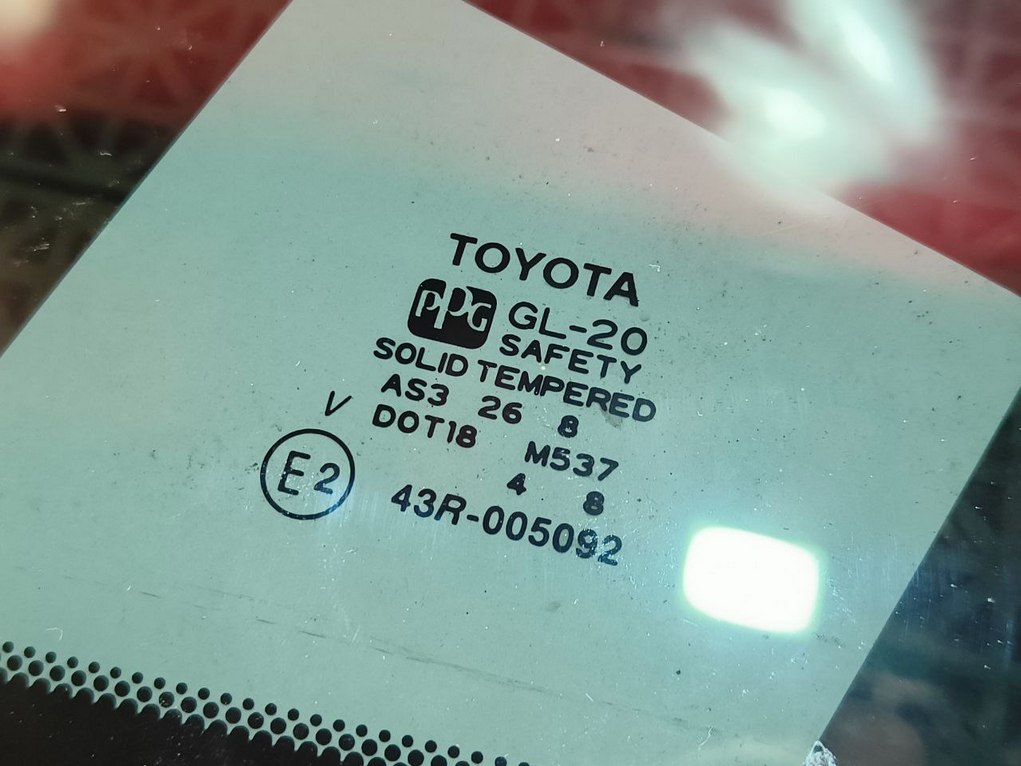 TOYOTA
PPG GL-20
SAFETY
SOLID TEMPERED
AS3 26 8
V DOT18 M537
4 8
E2 43R-005092